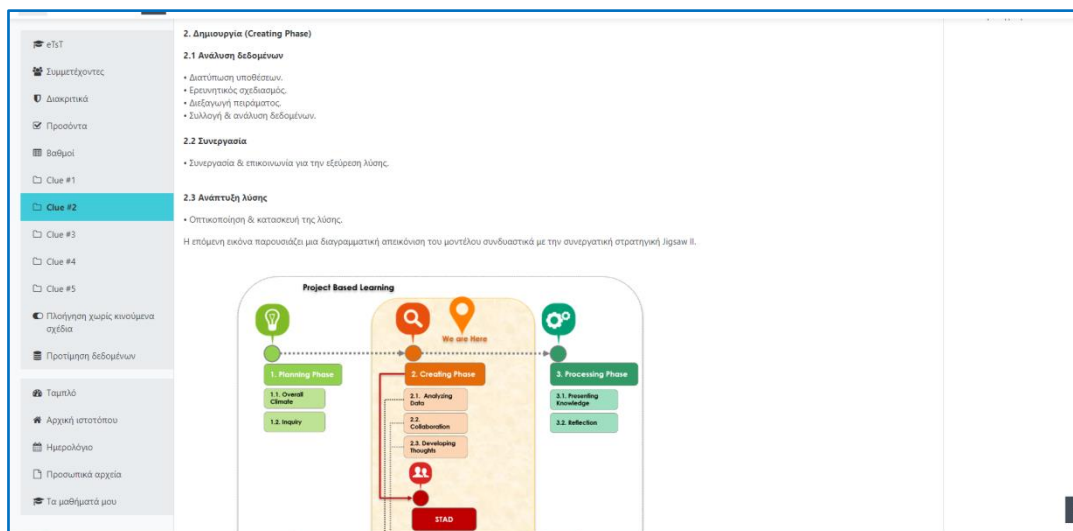 eTsT
Συμμετέχοντες
Διακριτικά
Προσόντα
Βαθμοί
Clue #1
Clue #2
Clue #3
Clue #4
Clue #5
Πλοήγηση χωρίς κινούμενα
σχέδια
Προτίμηση δεδομένων
Ταμπλό
Αρχική ιστοτόπου
Ημερολόγιο
Προσωπικά αρχεία
Τα μαθήματά μου
2. Δημιουργία (Creating Phase)
2.1 Ανάλυση δεδομένων
• Διατύπωση υποθέσεων.
• Ερευνητικός σχεδιασμός.
• Διεξαγωγή πειράματος.
• Συλλογή & ανάλυση δεδομένων.
2.2 Συνεργασία
• Συνεργασία & επικοινωνία για την εξεύρεση λύσης.
2.3 Ανάπτυξη λύσης
• Οπτικοποίηση & κατασκευή της λύσης.
Η επόμενη εικόνα παρουσιάζει μια διαγραμματική απεικόνιση του μοντέλου συνδυαστικά με την συνεργατική στρατηγική Jigsaw II.
Project Based Learning
We are Here
1. Planning Phase
1.1. Overall
Climate
1.2. Inquiry
2. Creating Phase
2.1. Analyzing
Data
2.2.
Collaboration
2.3. Developing
Thoughts
STAD
3. Processing Phase
3.1. Presenting
Knowledge
3.2. Reflection